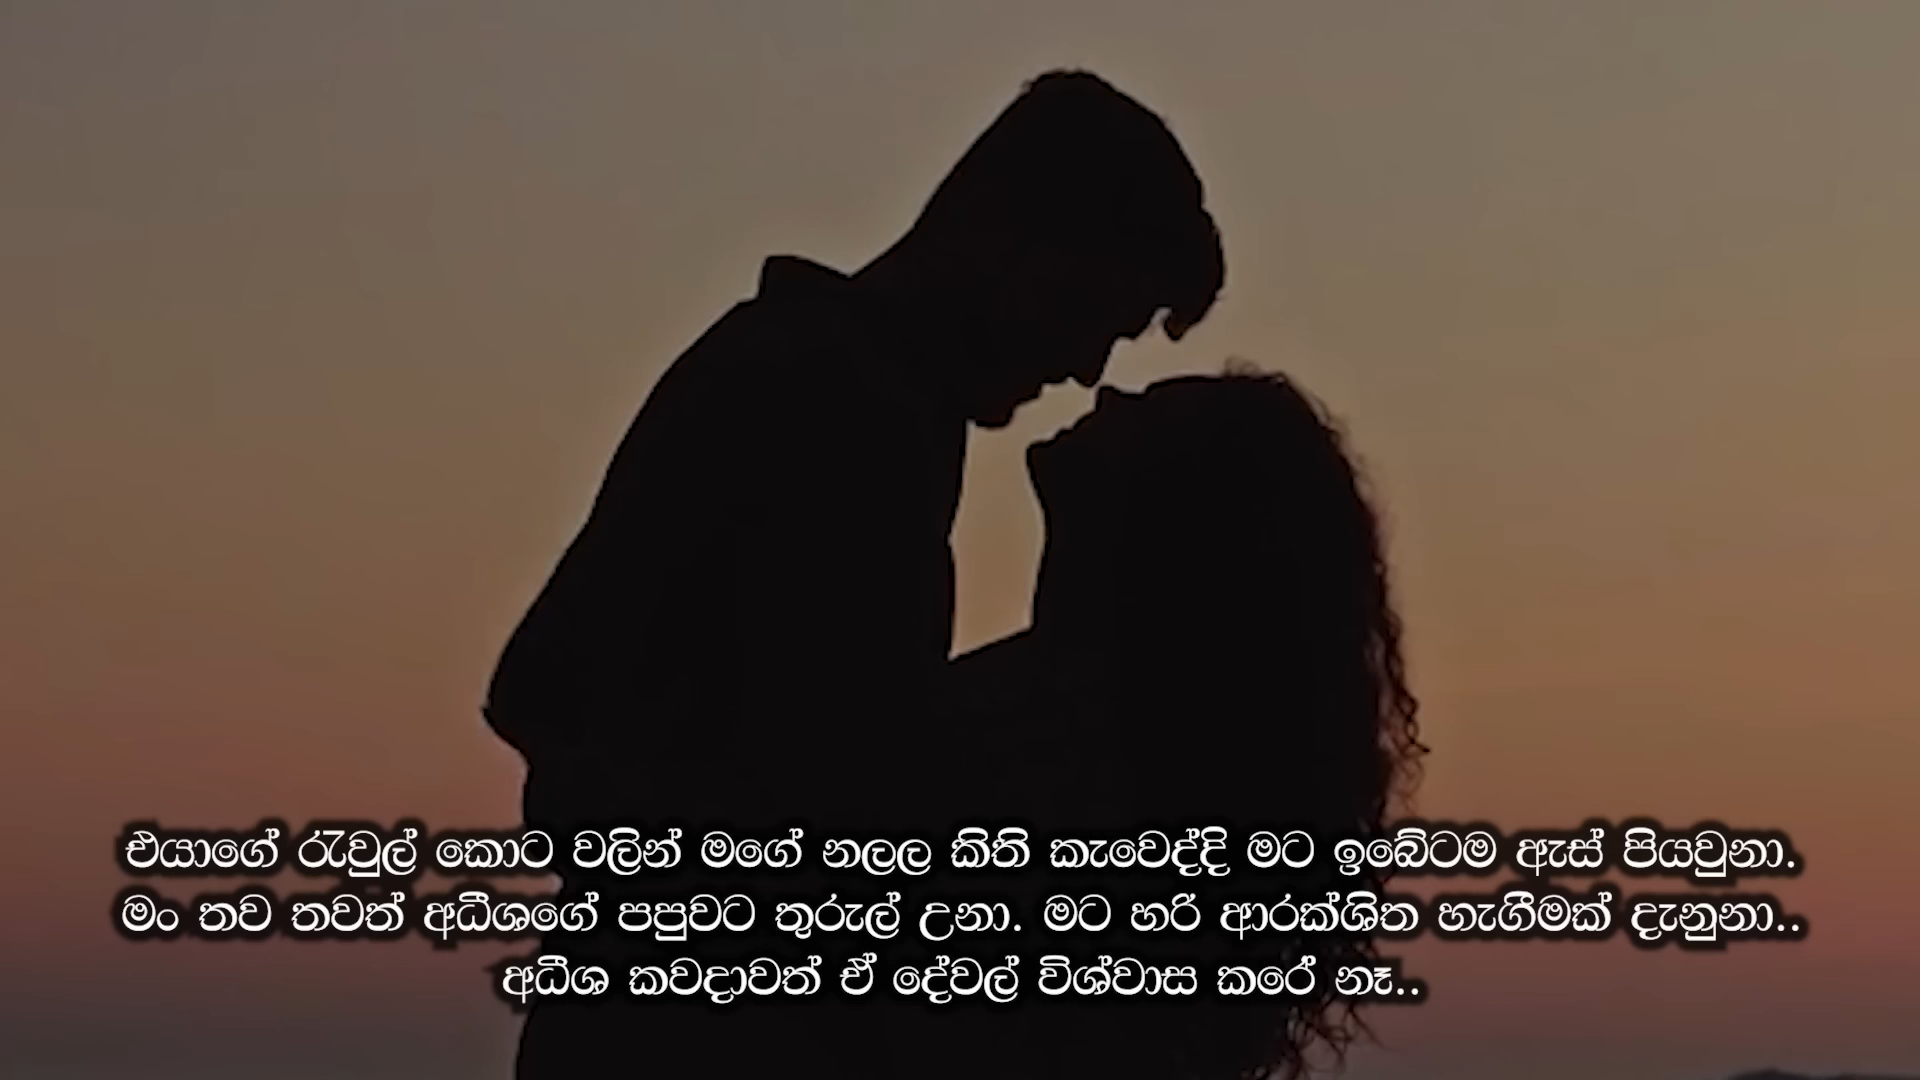 එයාගේ රැවුල් කොට වලින් මගේ නලල කිති කැවෙද්දි මට ඉබේටම ඇස් පියවුනා.
මං තව තවත් අධීශගේ පපුවට තුරුල් උනා. මට හරි ආරක්ශිත හැගීමක් දැනුනා..
අධීශ කවදාවත් ඒ දේවල් විශ්වාස කරේ නෑ..